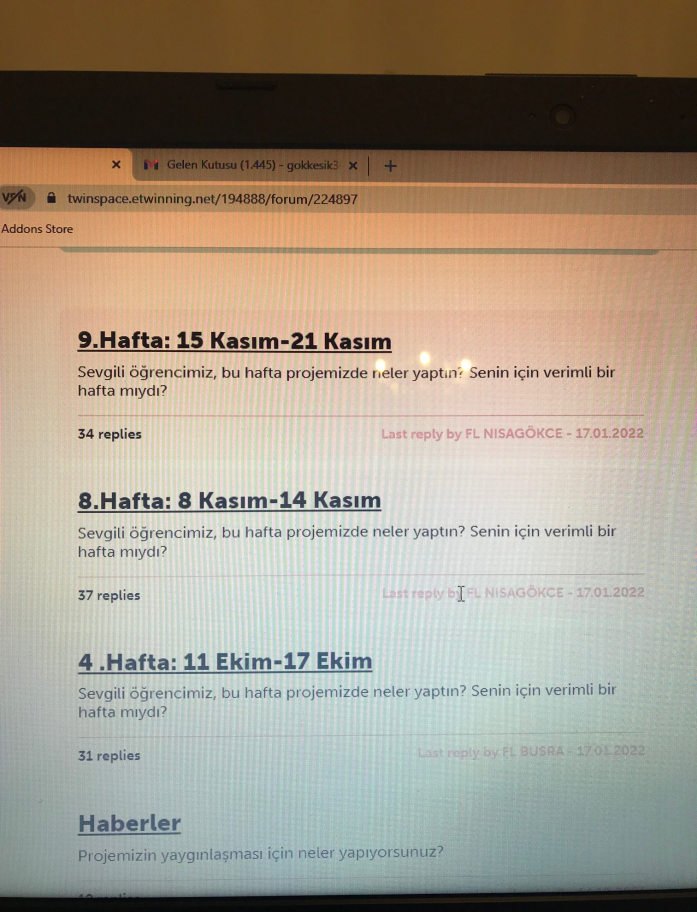 Gelen Kutusu (1.445) - gokkesik3
VPN
twinspace.etwinning.net/194888/forum/224897
Addons Store
9.Hafta: 15 Kasım-21 Kasım
Sevgili öğrencimiz, bu hafta projemizde neler yaptın? Senin için verimli bir
hafta mıydı?
34 replies
Last reply by FL NISAGÖKCE - 17.01.2022
8.Hafta: 8 Kasım-14 Kasım
Sevgili öğrencimiz, bu hafta projemizde neler yaptın? Senin için verimli bir
hafta mıydı?
37 replies
Last reply by FL NISAGÖKCE - 17.01.2022
4 .Hafta: 11 Ekim-17 Ekim
Sevgili öğrencimiz, bu hafta projemizde neler yaptın? Senin için verimli bir
hafta mıydı?
31 replies
Last reply by FL BUSRA - 17.01.2022
Haberler
Projemizin yaygınlaşması için neler yapıyorsunuz?